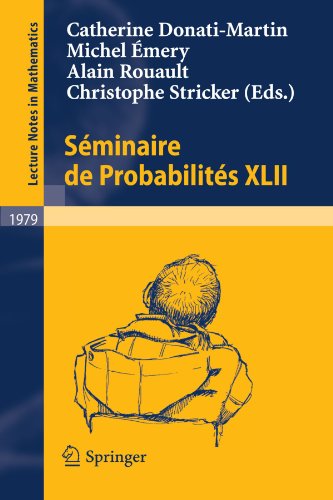 Catherine Donati-Martin
Michel Émery
Alain Rouault
Christophe Stricker (Eds.)
Lecture Notes in Mathematics
1979
Séminaire
de Probabilités XLII
Springer